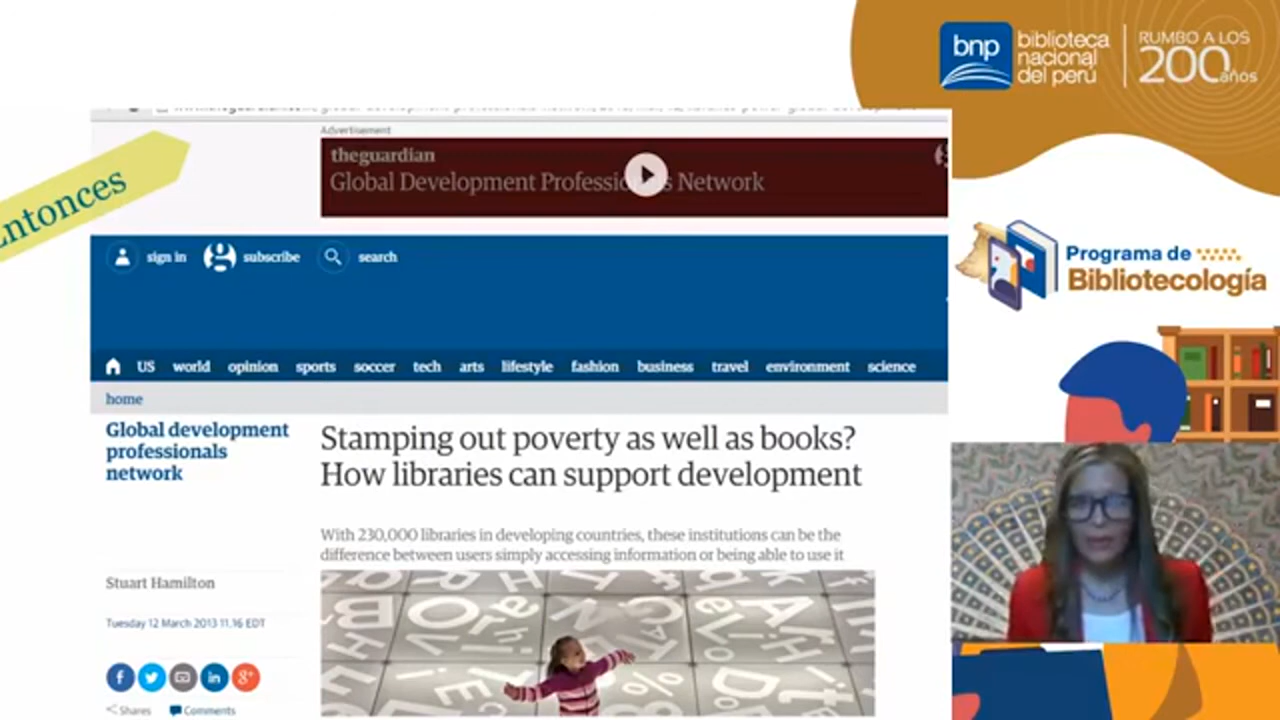 bnp
biblioteca
nacional
del perú
RUMBO A LOS
200
años
Advertisement
theguardian
Global Development Professio s Network
Entonces
sign in
subscribe
search
US world opinion sports soccer tech arts lifestyle fashion business travel environment science
home
Global development
professionals
network
Stamping out poverty as well as books?
How libraries can support development
With 230,000 libraries in developing countries, these institutions can be the
difference between users simply accessing information or being able to use it
Stuart Hamilton
Tuesday 12 March 2013 11.16 EDT
Shares
Comments
Programa de
Bibliotecología